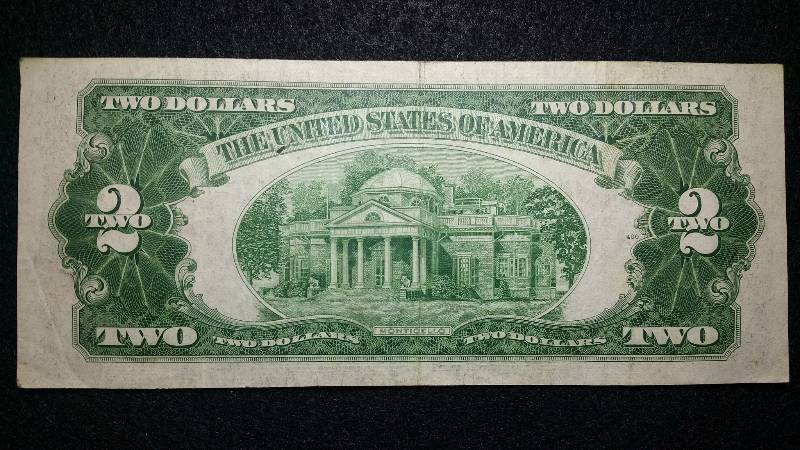 TWO DOLLARS TWO DOLLARS
THE UNITED STATES OF AMERICA
2 2
TWO TWO
MONTICELLO
TWO TWO DOLLARS TWO DOLLARS TWO